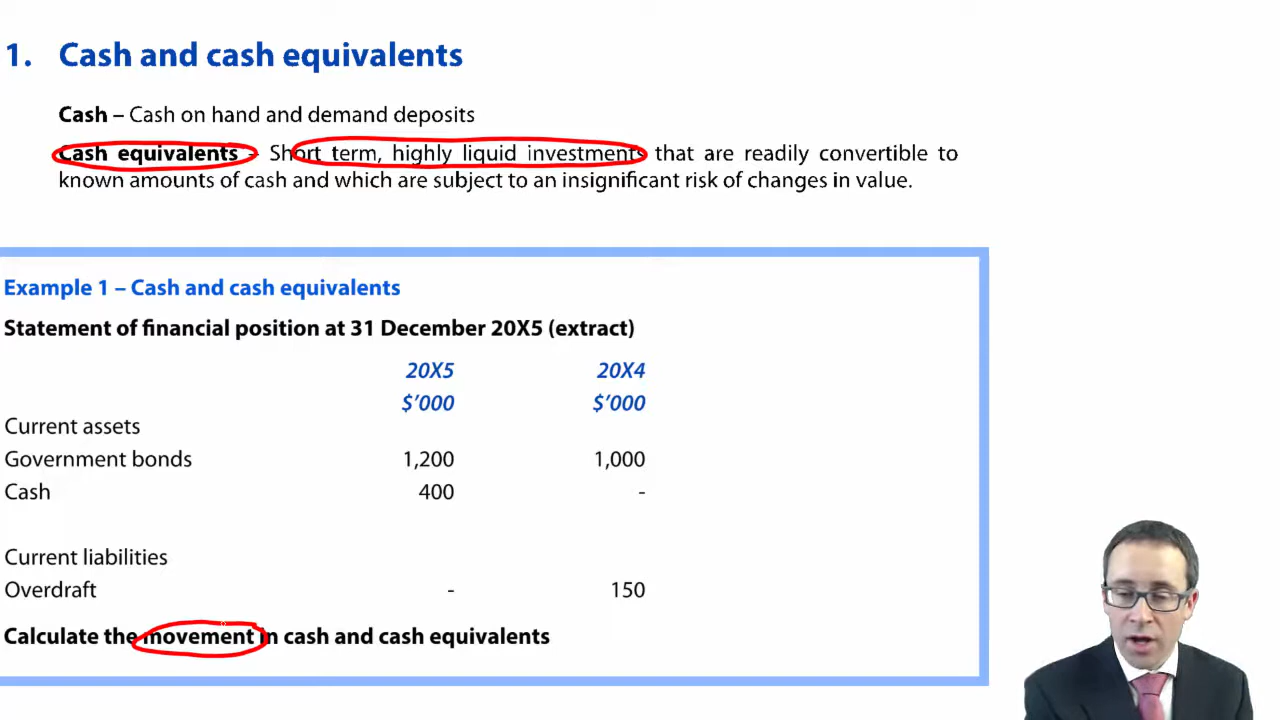 1. Cash and cash equivalents
Cash – Cash on hand and demand deposits
Cash equivalents – Short term, highly liquid investments that are readily convertible to
known amounts of cash and which are subject to an insignificant risk of changes in value.
Example 1 – Cash and cash equivalents
Statement of financial position at 31 December 20X5 (extract)
20X5 20X4
$'000 $'000
Current assets
Government bonds 1,200 1,000
Cash 400 -
Current liabilities
Overdraft - 150
Calculate the movement in cash and cash equivalents